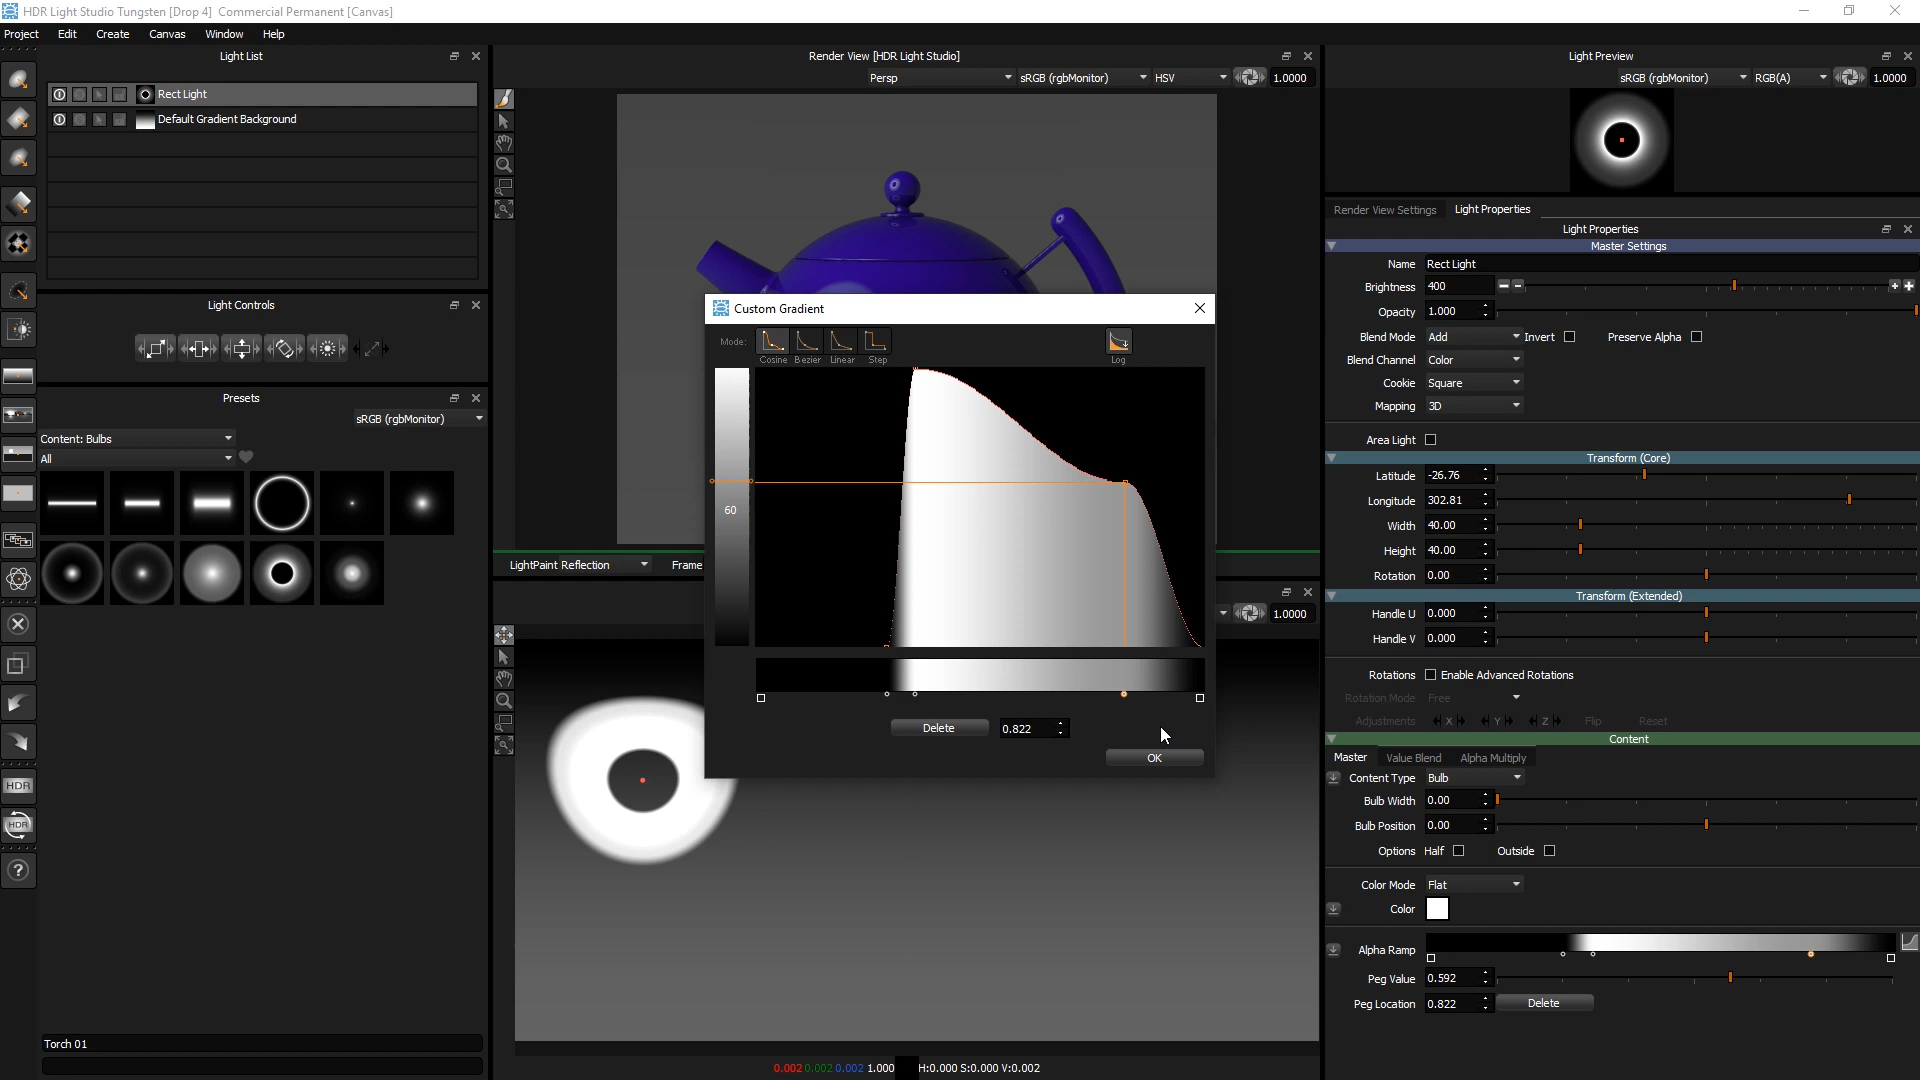 HDR Light Studio Tungsten [Drop 4]  Commercial Permanent [Canvas]
Project Edit Create Canvas Window Help
Light List
Rect Light
Default Gradient Background
Light Controls
Presets
sRGB (rgbMonitor)
Content: Bulbs
All
Torch 01
HDR
HDR
?
Render View [HDR Light Studio]
Persp sRGB (rgbMonitor) HSV 1.0000
LightPaint Reflection Frame
1.0000
Custom Gradient
Mode: Cosine Bezier Linear Step Log
60
Delete 0.822
OK
0.002 0.002 0.002 1.000 H:0.000 S:0.000 V:0.002
Light Preview
sRGB (rgbMonitor) RGB(A) 1.0000
Render View Settings Light Properties
Light Properties
Master Settings
Name Rect Light
Brightness 400
Opacity 1.000
Blend Mode Add Invert Preserve Alpha
Blend Channel Color
Cookie Square
Mapping 3D
Area Light
Transform (Core)
Latitude -26.76
Longitude 302.81
Width 40.00
Height 40.00
Rotation 0.00
Transform (Extended)
Handle U 0.000
Handle V 0.000
Rotations Enable Advanced Rotations
Rotation Mode Free
Adjustments X Y Z Flip Reset
Content
Master Value Blend Alpha Multiply
Content Type Bulb
Bulb Width 0.00
Bulb Position 0.00
Options Half Outside
Color Mode Flat
Color
Alpha Ramp
Peg Value 0.592
Peg Location 0.822 Delete